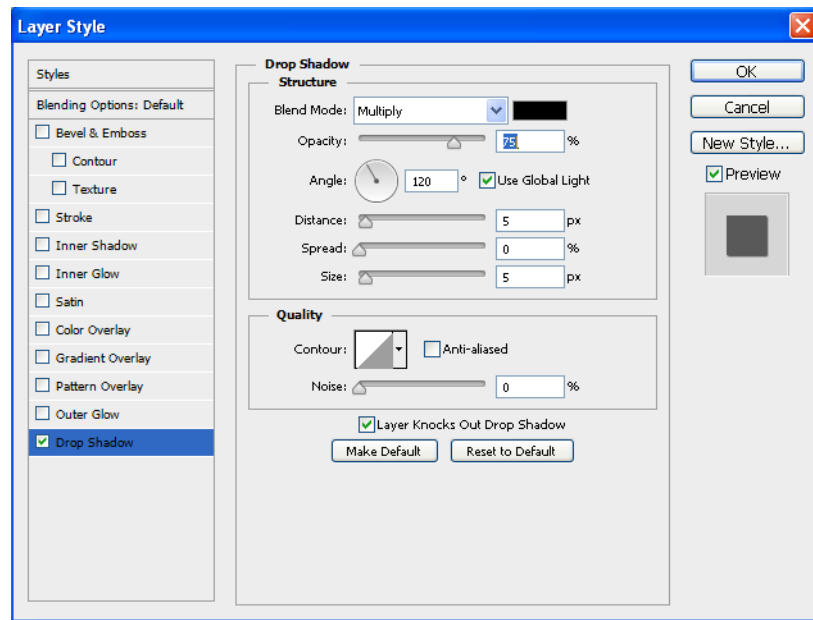 Layer Style
Styles
Blending Options: Default
Bevel & Emboss
Contour
Texture
Stroke
Inner Shadow
Inner Glow
Satin
Color Overlay
Gradient Overlay
Pattern Overlay
Outer Glow
Drop Shadow
Drop Shadow
Structure
Blend Mode: Multiply
Opacity: 75 %
Angle: 120 ° Use Global Light
Distance: 5 px
Spread: 0 %
Size: 5 px
Quality
Contour: Anti-aliased
Noise: 0 %
Layer Knocks Out Drop Shadow
Make Default Reset to Default
OK
Cancel
New Style...
Preview